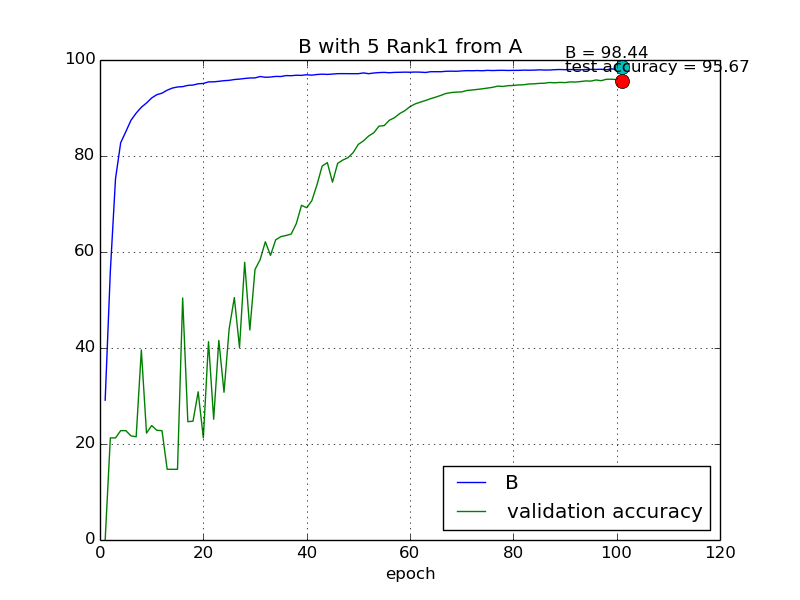 B with 5 Rank1 from A
B = 98.44
test accuracy = 95.67
100
80
60
40
20
0
B
validation accuracy
0 20 40 60 80 100 120
epoch